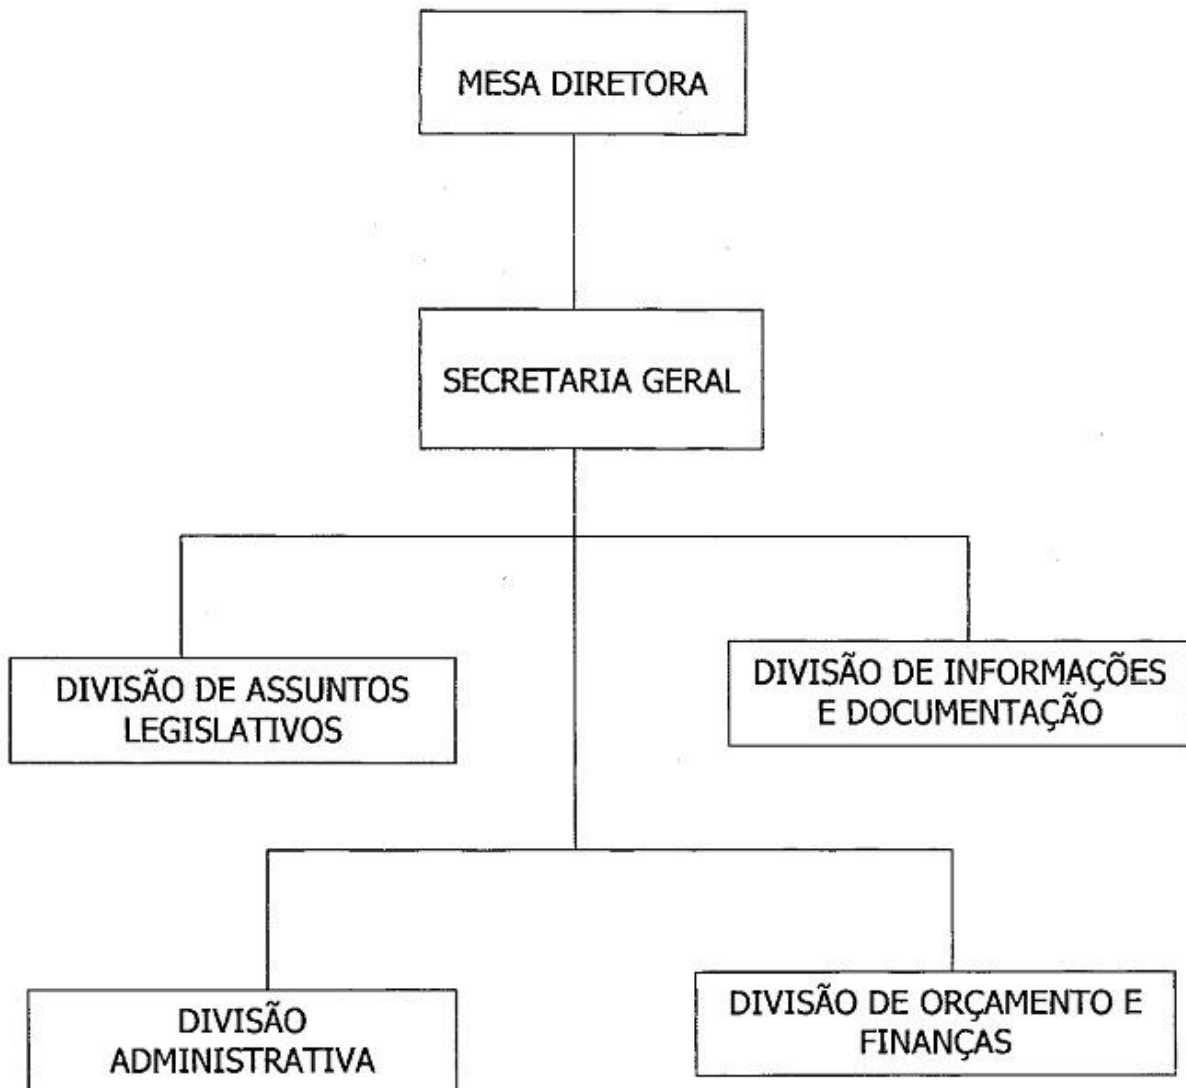 MESA DIRETORA
SECRETARIA GERAL
DIVISÃO DE ASSUNTOS
LEGISLATIVOS
DIVISÃO DE INFORMAÇÕES
E DOCUMENTAÇÃO
DIVISÃO
ADMINISTRATIVA
DIVISÃO DE ORÇAMENTO E
FINANÇAS